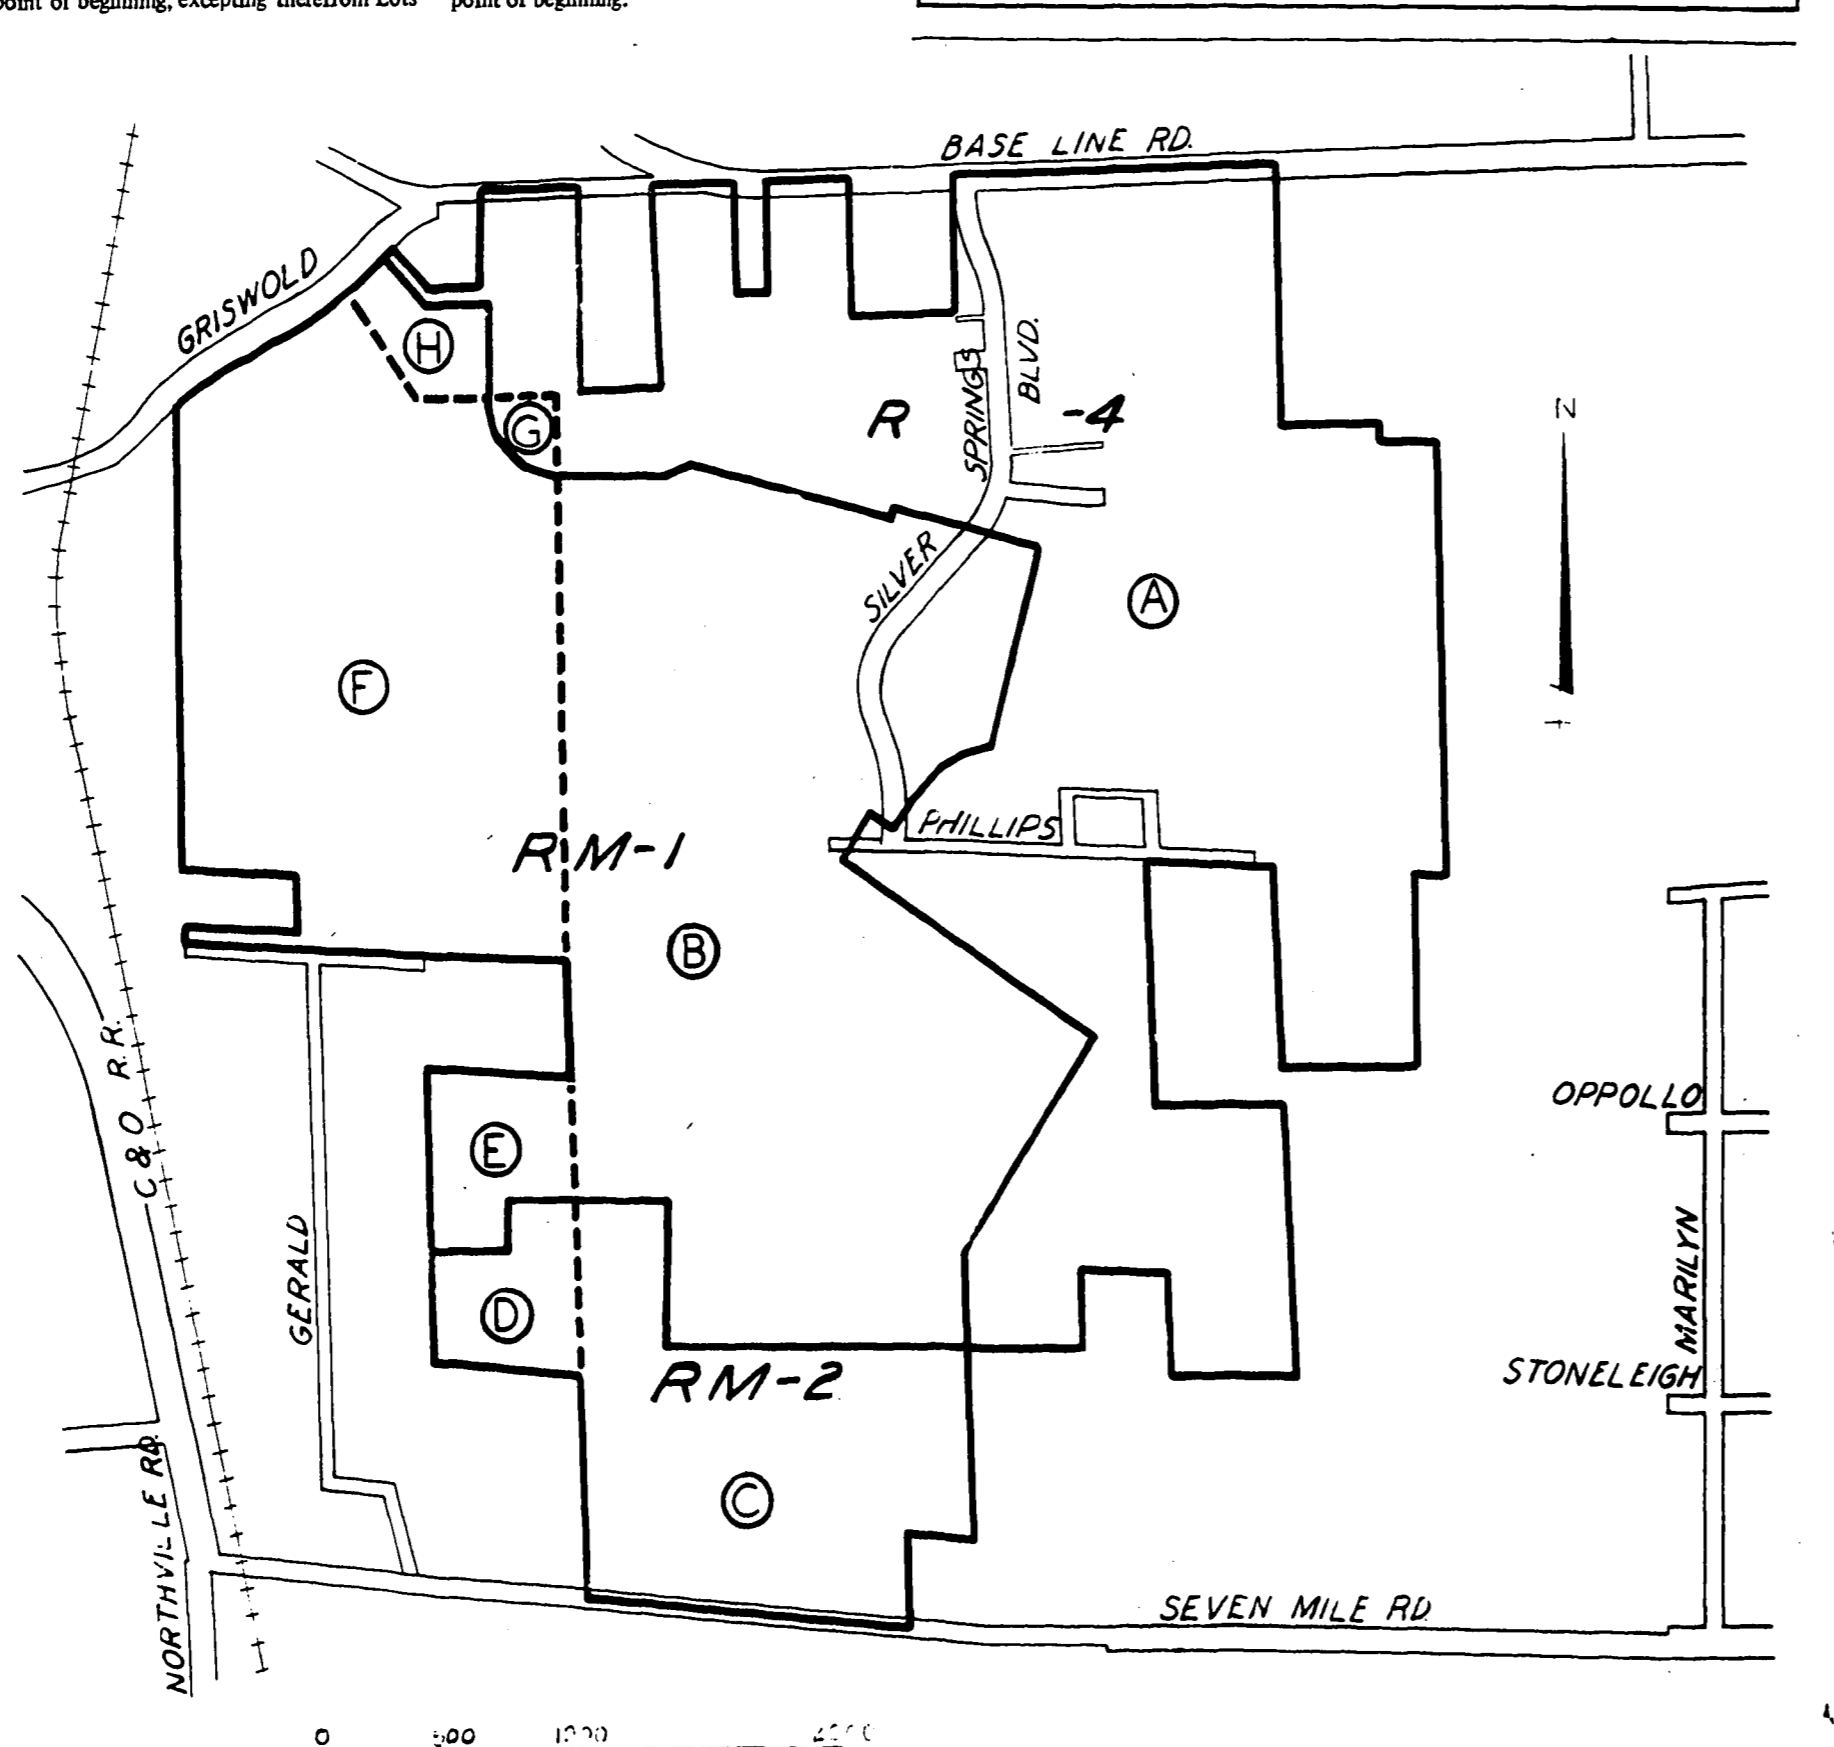 point of beginning, excepting therefrom Lots
point of beginning.
BASE LINE RD.
GRISWOLD
H
G
R -4
SPRINGS
BLVD.
N
SILVER
A
F
PHILLIPS
RM-1
B
C & O R.R.
OPPOLLO
E
GERALD
D
MARILYN
RM-2
STONELEIGH
C
NORTHVILLE RD.
SEVEN MILE RD
0 500 1000